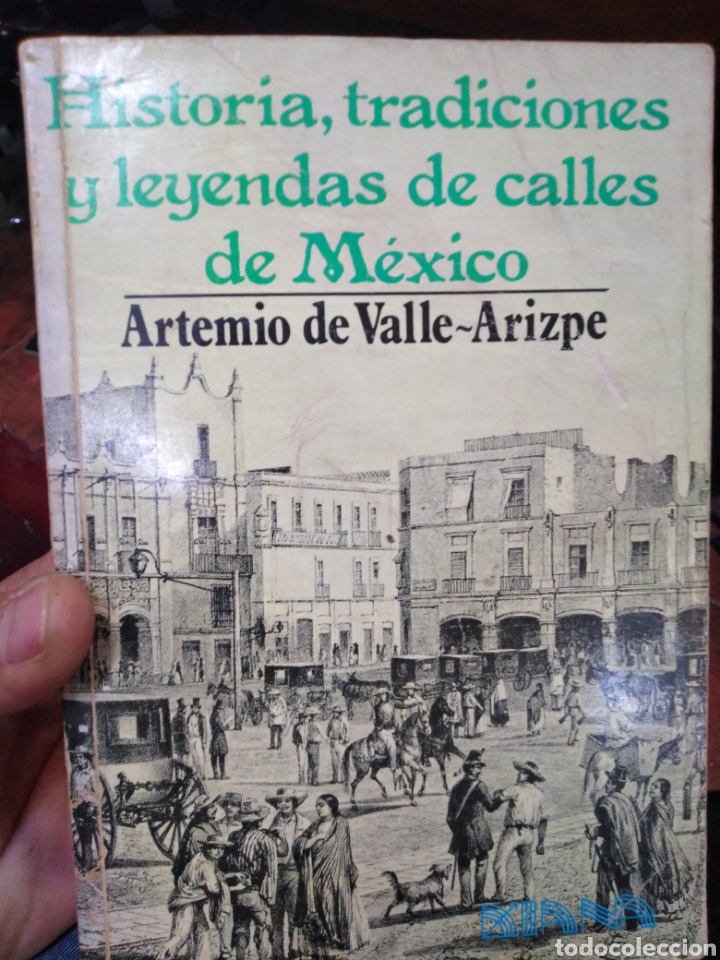 Historia, tradiciones
y leyendas de calles
de México
Artemio de Valle-Arizpe
DIANA
todocoleccion